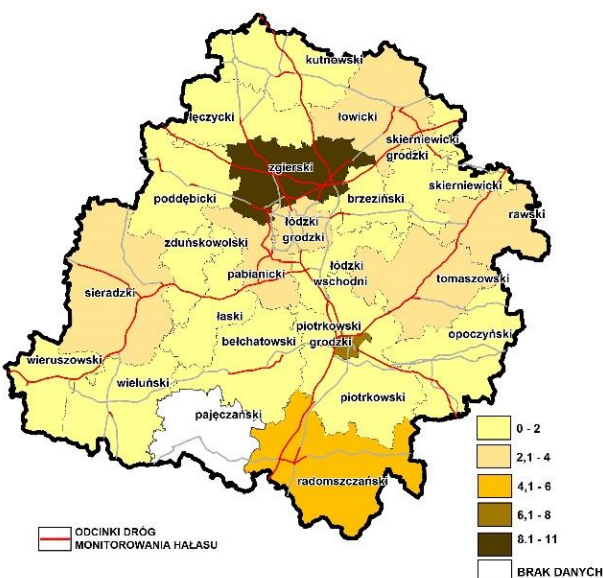 kutnowski
łęczycki
łowicki
skierniewicki
grodzki
zgierski
skierniewicki
poddębicki
brzeziński
rawski
łódzki
grodzki
zduńskowolski
łódzki
wschodni
pabianicki
tomaszowski
sieradzki
łaski
piotrkowski
grodzki
opoczyński
bełchatowski
wieruszowski
wieluński
piotrkowski
pajęczański
radomszczański
0 - 2
2,1 - 4
4,1 - 6
6,1 - 8
8.1 - 11
BRAK DANYCH
ODCINKI DRÓG
MONITOROWANIA HAŁASU